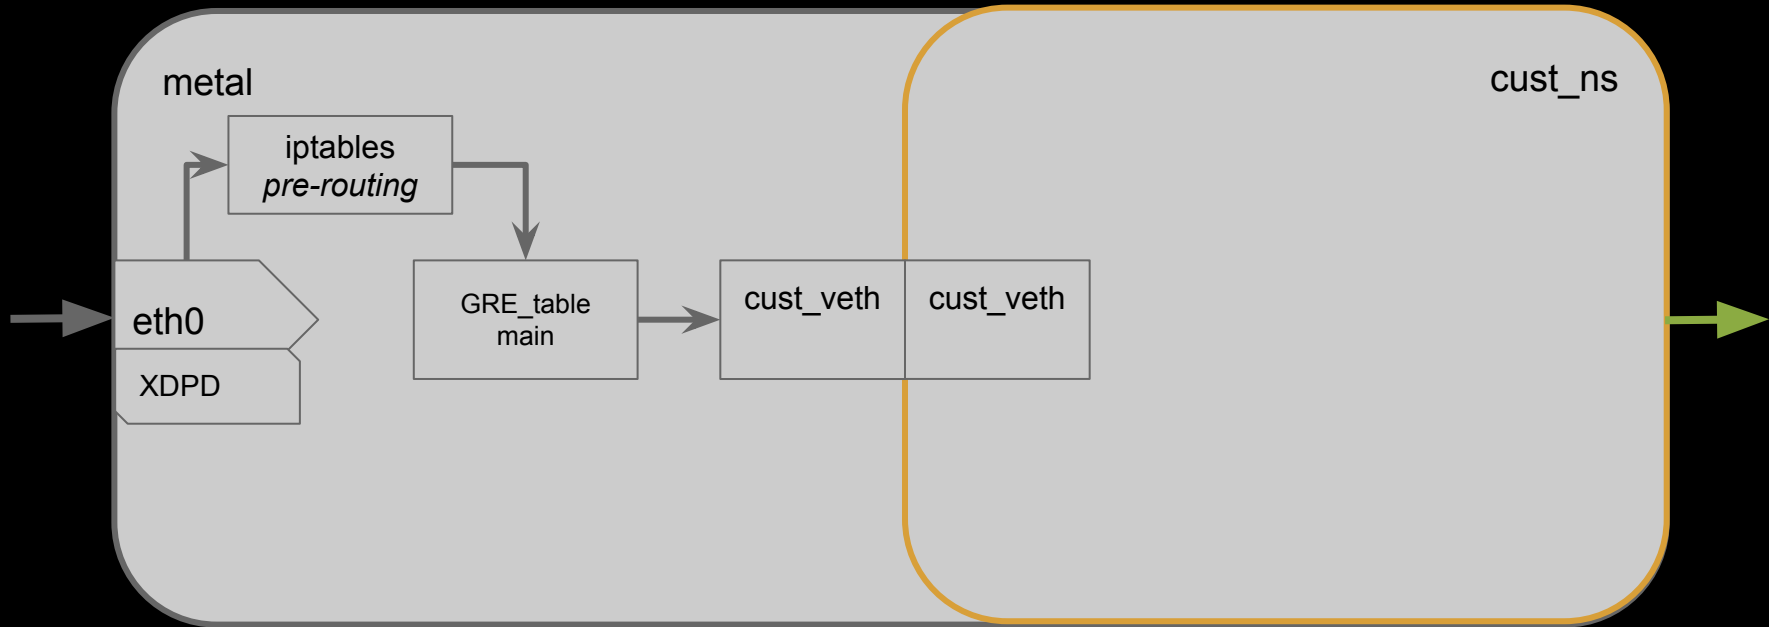 metal
cust_ns
iptables
pre-routing
eth0
XDPD
GRE_table
main
cust_veth
cust_veth